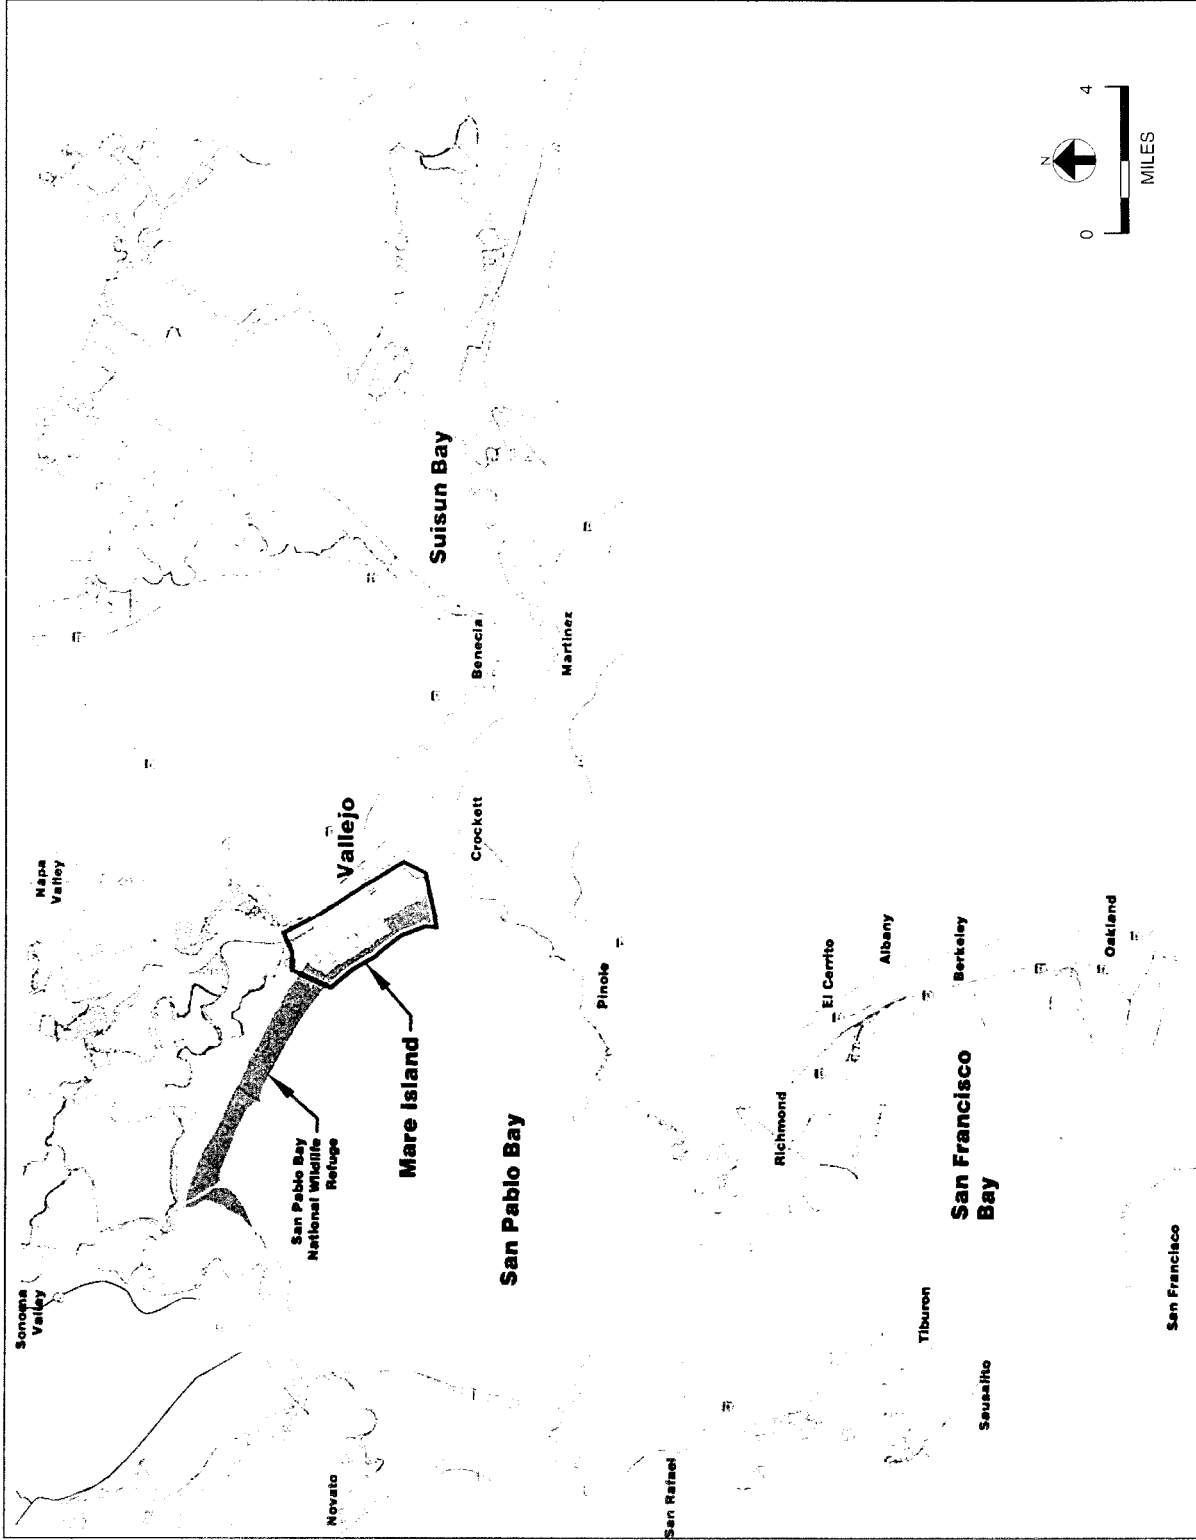 Napa
Valley
Sonoma
Valley
Vallejo
San Pablo Bay
National Wildlife
Refuge
Novato
Mare Island
Suisun Bay
Benecia
Crockett
San Pablo Bay
Martinez
Pinole
San Rafael
Richmond
El Cerrito
Albany
Tiburon
Berkeley
San Francisco
Bay
Sausalito
Oakland
San Francisco
N
0 4
MILES